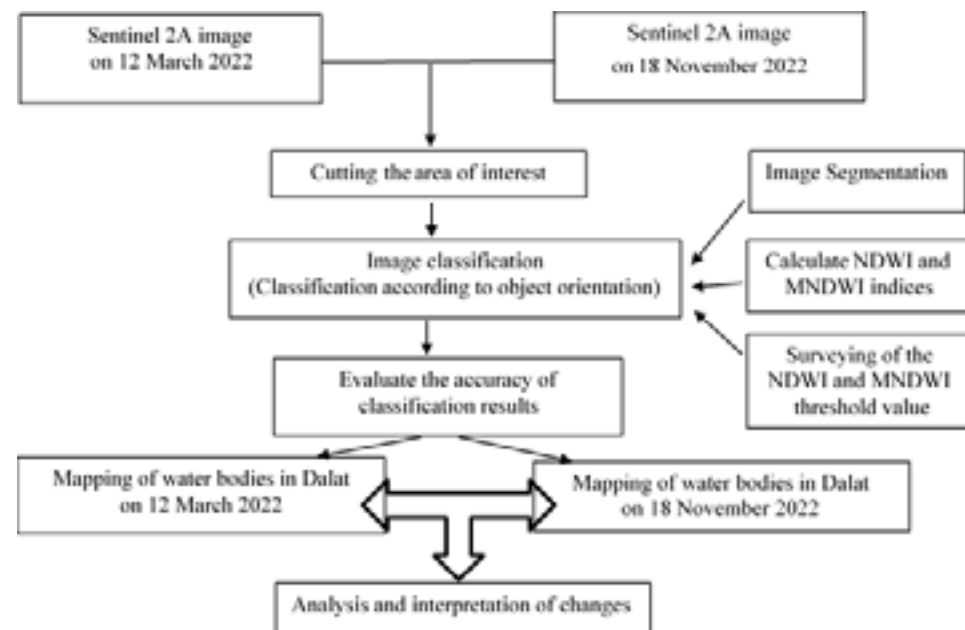 Sentinel 2A image
on 12 March 2022
Sentinel 2A image
on 18 November 2022
Cutting the area of interest
Image Segmentation
Image classification
(Classification according to object orientation)
Calculate NDWI and
MNDWI indices
Surveying of the
NDWI and MNDWI
threshold value
Evaluate the accuracy of
classification results
Mapping of water bodies in Dalat
on 12 March 2022
Mapping of water bodies in Dalat
on 18 November 2022
Analysis and interpretation of changes